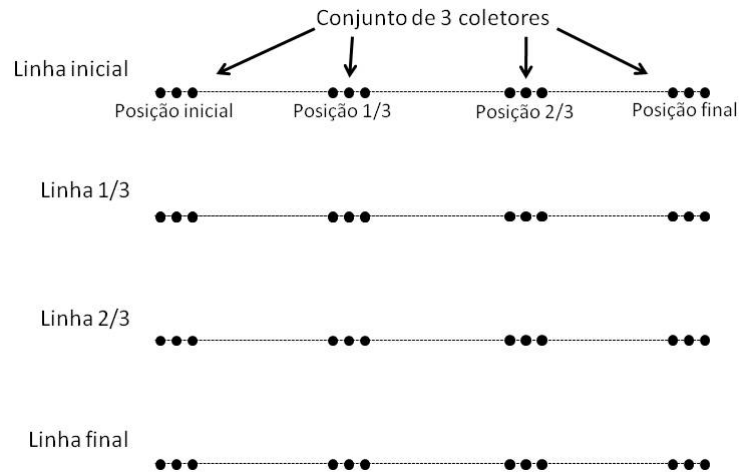 Conjunto de 3 coletores
Linha inicial
Posição inicial
Posição 1/3
Posição 2/3
Posição final
Linha 1/3
Linha 2/3
Linha final